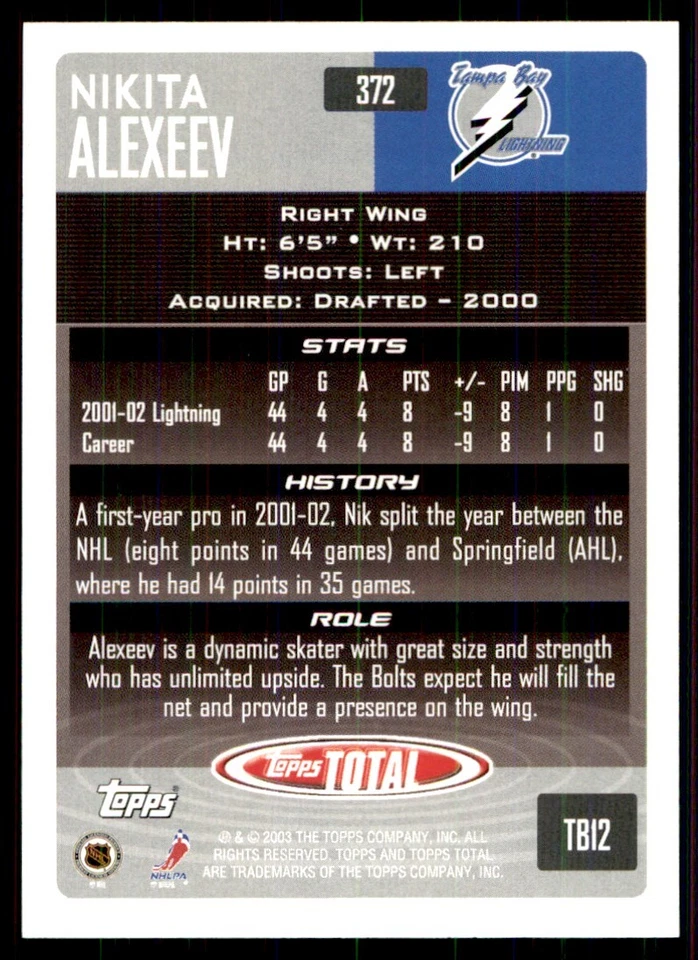 NIKITA
ALEXEEV
372
Tampa Bay
LIGHTNING
RIGHT WING
HT: 6'5" • WT: 210
SHOOTS: LEFT
ACQUIRED: DRAFTED – 2000
STATS
GP G A PTS +/- PIM PPG SHG
2001-02 Lightning 44 4 4 8 -9 8 1 0
Career 44 4 4 8 -9 8 1 0
HISTORY
A first-year pro in 2001-02, Nik split the year between the
NHL (eight points in 44 games) and Springfield (AHL),
where he had 14 points in 35 games.
ROLE
Alexeev is a dynamic skater with great size and strength
who has unlimited upside. The Bolts expect he will fill the
net and provide a presence on the wing.
Topps TOTAL
Topps®
TB12
℗ & © 2003 THE TOPPS COMPANY, INC. ALL
RIGHTS RESERVED. TOPPS AND TOPPS TOTAL
ARE TRADEMARKS OF THE TOPPS COMPANY, INC.
NHL
NHLPA